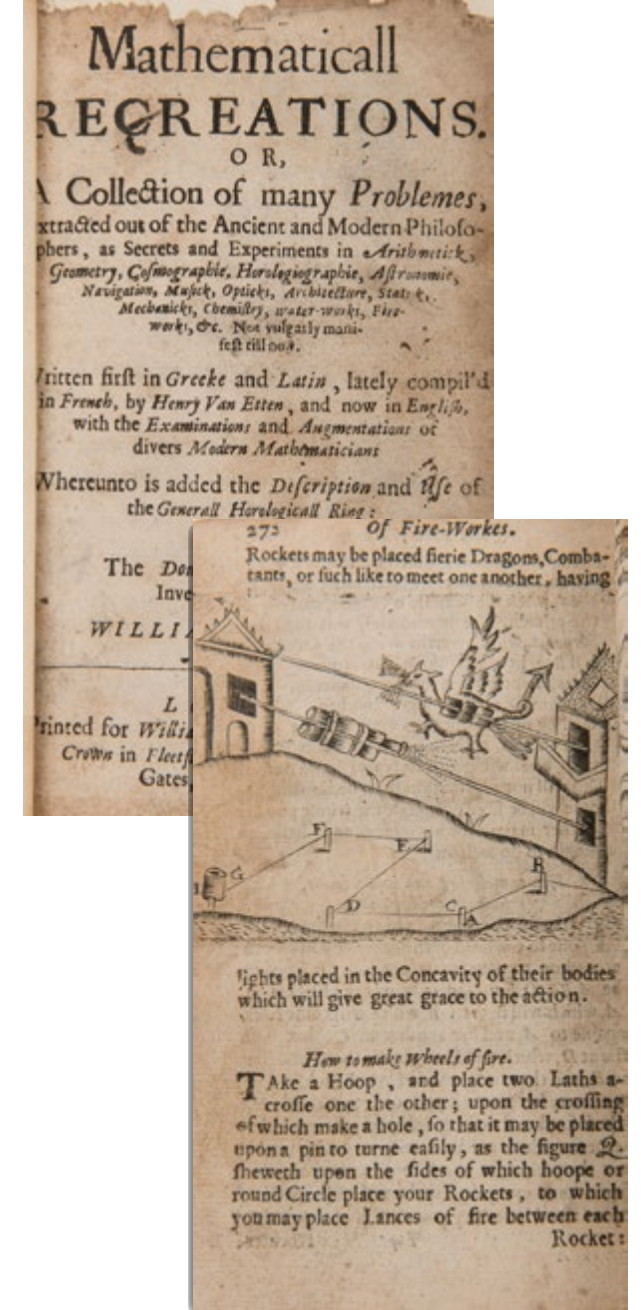 Mathematicall
RECREATIONS.
OR,
A Collection of many Problemes,
xtracted out of the Ancient and Modern Philoſo-
phers, as Secrets and Experiments in Arithmetick,
Geometry, Coſmographie, Horologiographie, Aſtronomie,
Navigation, Muſick, Opticks, Architecture, Statick,
Mechanicks, Chemiſtry, water-works, Fire-
works, &c. Not vulgarly mani-
feſt till now.
ritten firſt in Greeke and Latin, lately compil'd
in French, by Henry Van Etten, and now in Engliſh,
with the Examinations and Augmentations of
divers Modern Mathematicians
Whereunto is added the Deſcription and Uſe of
the Generall Horologicall Ring:
The Do
Inve
WILLI
L
rinted for Willi
Crown in Fleetſ
Gates,
272 Of Fire-Workes.
Rockets may be placed fierie Dragons, Comba-
tants, or ſuch like to meet one another, having
F
E
B
G
D
C
A
lights placed in the Concavity of their bodies
which will give great grace to the action.
How to make Wheels of fire.
TAke a Hoop, and place two Laths a-
croſſe one the other; upon the croſſing
of which make a hole, ſo that it may be placed
upon a pin to turne eaſily, as the figure Q.
ſheweth upon the ſides of which hoope or
round Circle place your Rockets, to which
you may place Lances of fire between each
Rocket: